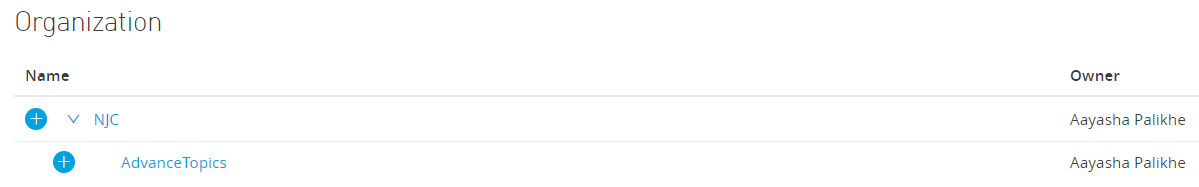 Organization
Name Owner
NJC Aayasha Palikhe
AdvanceTopics Aayasha Palikhe